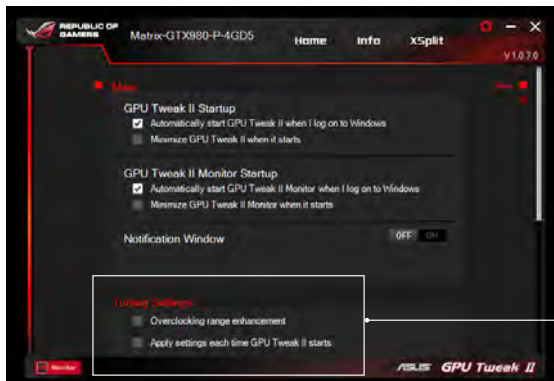 REPUBLIC OF
GAMERS
Matrix-GTX980-P-4GD5
Home Info XSplit
V1.0.7.0
Main
GPU Tweak II Startup
Automatically start GPU Tweak II when I log on to Windows
Minimize GPU Tweak II when it starts
GPU Tweak II Monitor Startup
Automatically start GPU Tweak II Monitor when I log on to Windows
Minimize GPU Tweak II Monitor when it starts
Notification Window OFF ON
Tuning Settings
Overclocking range enhancement
Apply settings each time GPU Tweak II starts
Monitor
ASUS GPU Tweak II